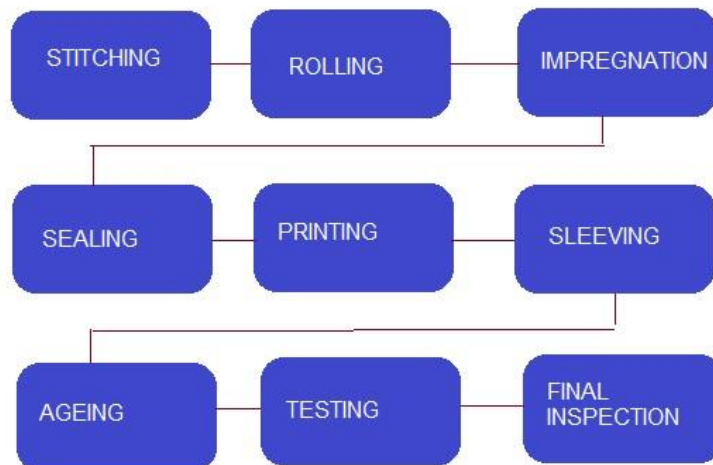 STITCHING
ROLLING
IMPREGNATION
SEALING
PRINTING
SLEEVING
AGEING
TESTING
FINAL
INSPECTION